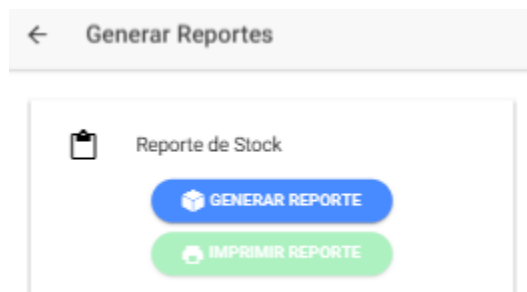 Generar Reportes
Reporte de Stock
GENERAR REPORTE
IMPRIMIR REPORTE